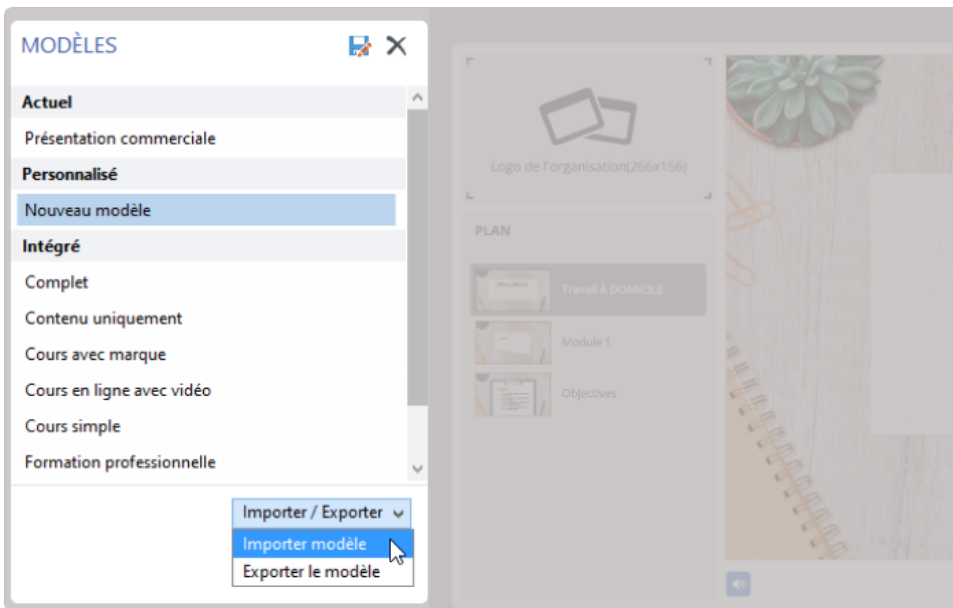 MODÈLES
Actuel
Présentation commerciale
Personnalisé
Nouveau modèle
Intégré
Complet
Contenu uniquement
Cours avec marque
Cours en ligne avec vidéo
Cours simple
Formation professionnelle
Importer / Exporter
Importer modèle
Exporter le modèle
Logo de l'organisation(266x156)
PLAN
Travail À DOMICILE
Module 1
Objectives